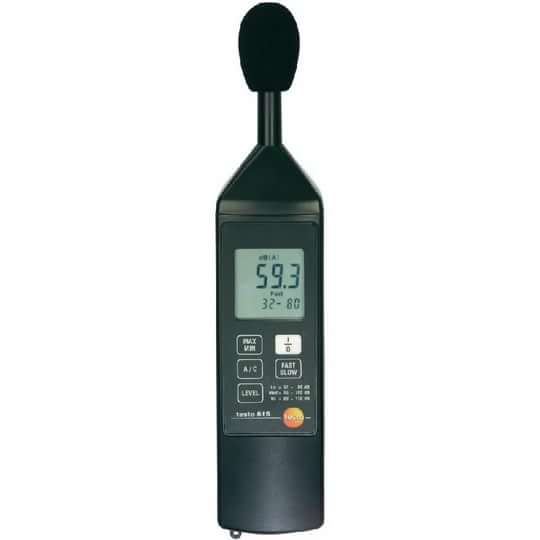 dB(A)
59.3
Fast
32-80
MAX
MIN
I
0
A/C
FAST
SLOW
LEVEL
testo 815
testo